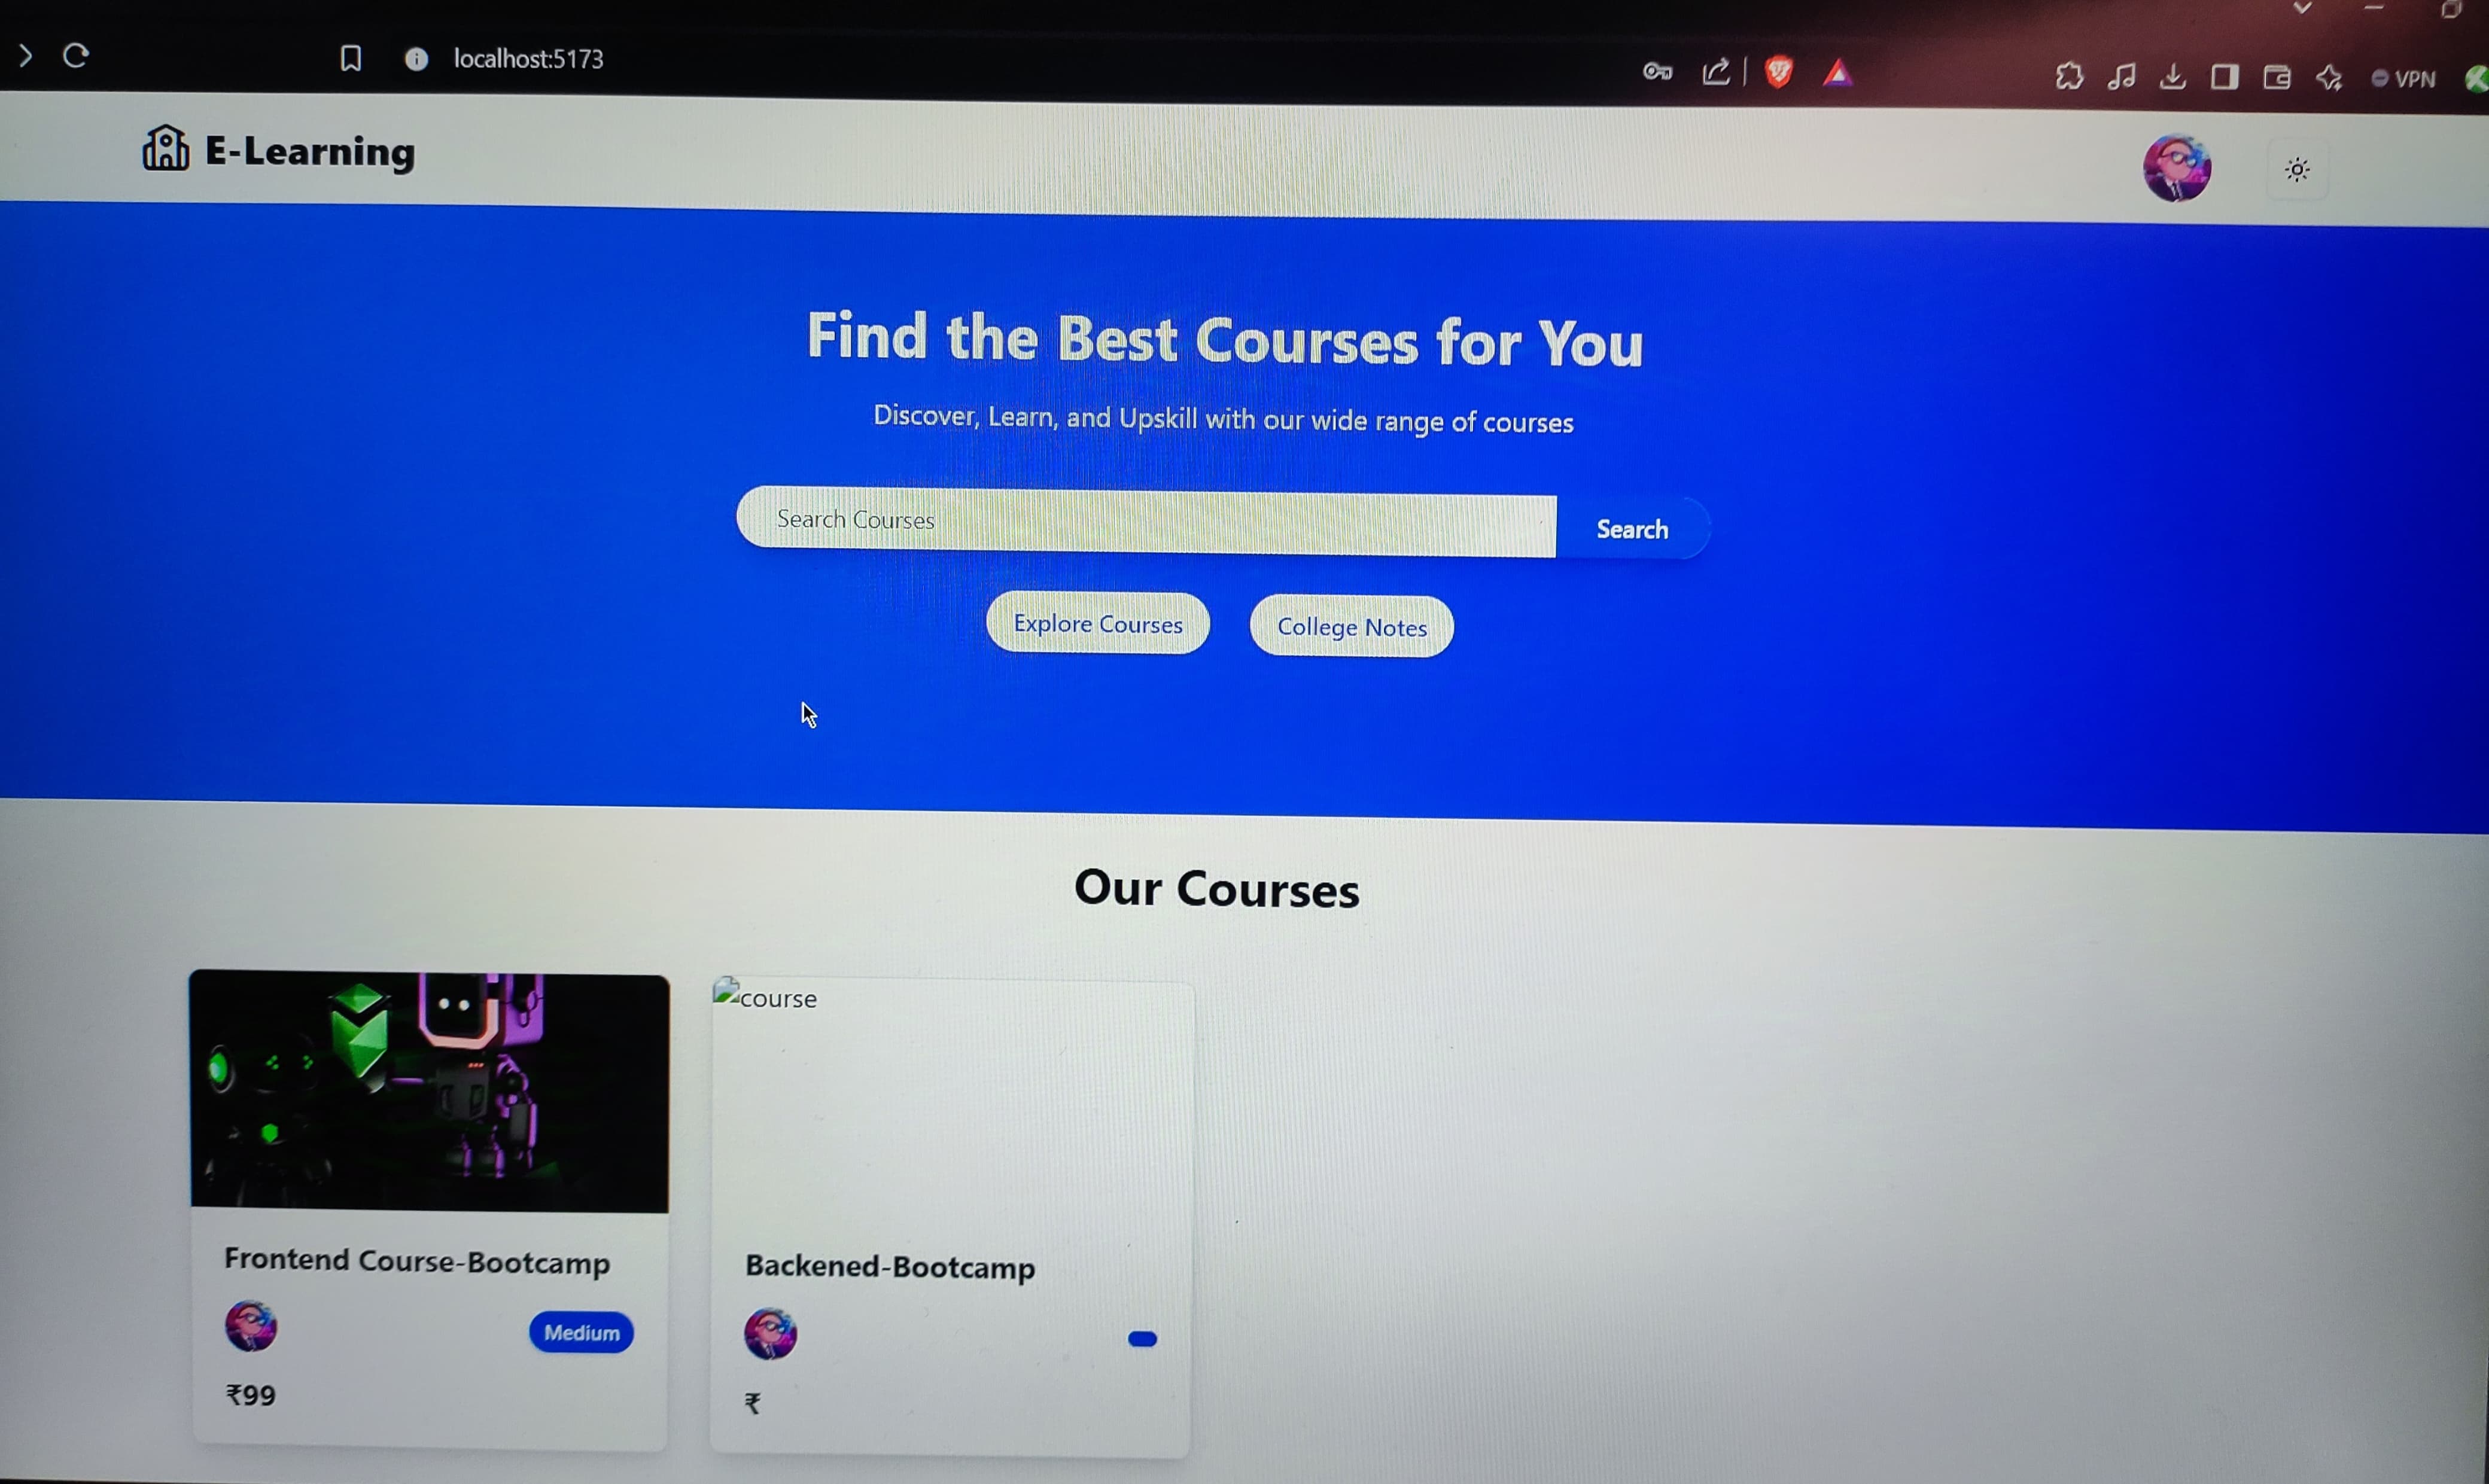 localhost:5173
VPN
E-Learning
Find the Best Courses for You
Discover, Learn, and Upskill with our wide range of courses
Search Courses
Search
Explore Courses
College Notes
Our Courses
course
Frontend Course-Bootcamp
Medium
₹99
Backened-Bootcamp
₹